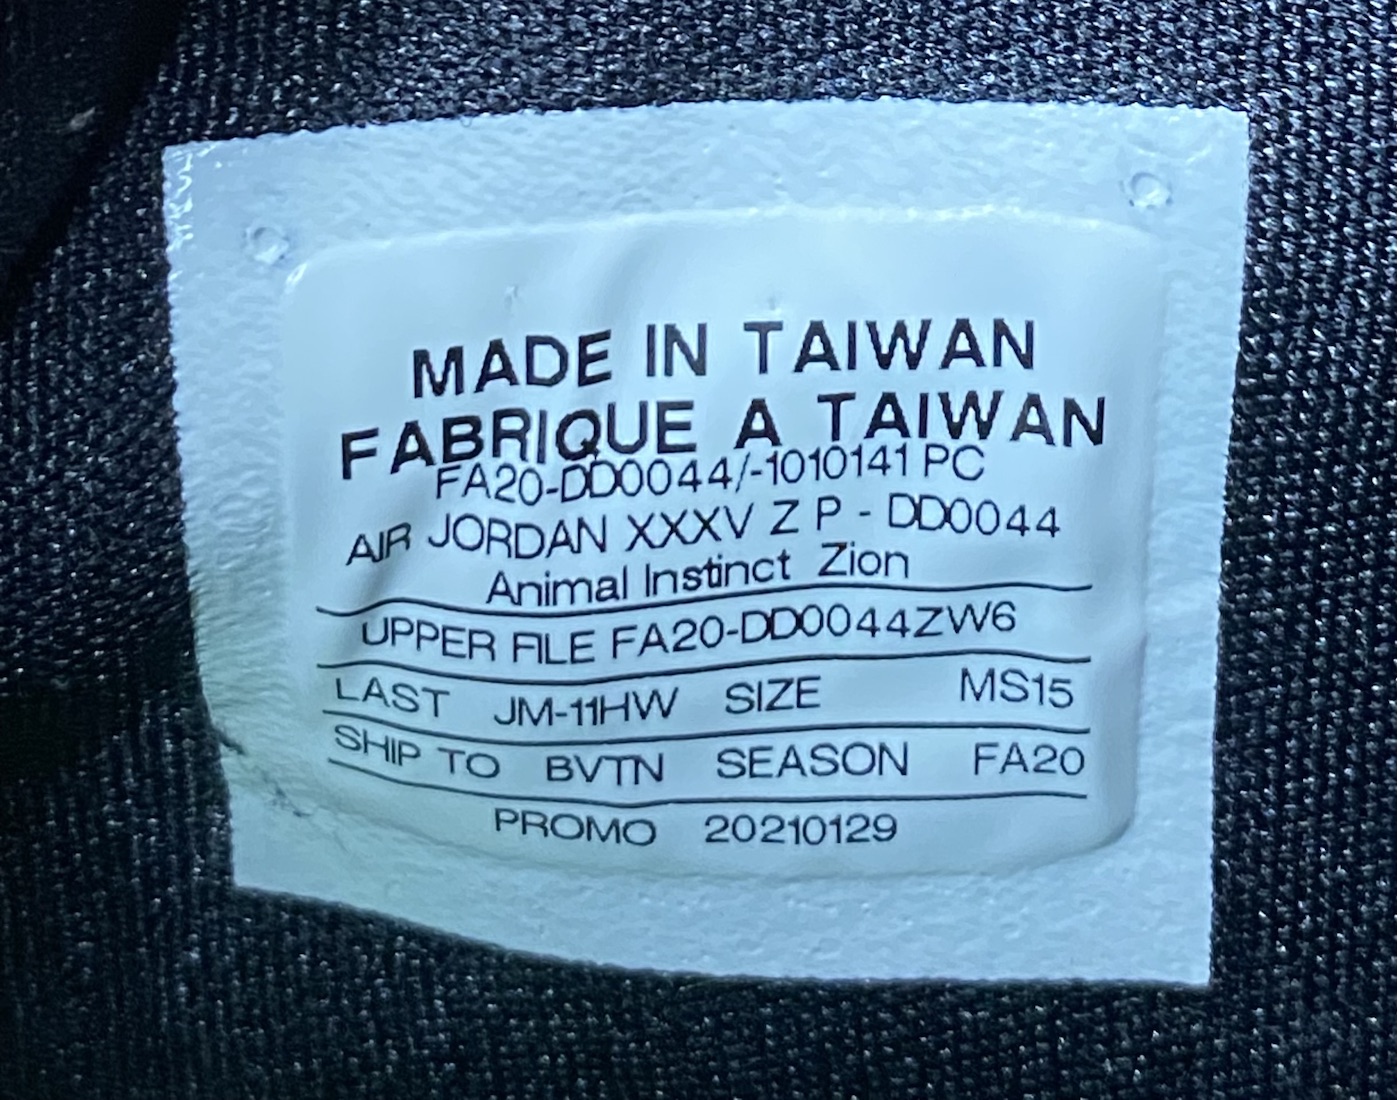 MADE IN TAIWAN
FABRIQUE A TAIWAN
FA20-DD0044/-1010141 PC
AIR JORDAN XXXV Z P - DD0044
Animal Instinct Zion
UPPER FILE FA20-DD0044ZW6
LAST JM-11HW SIZE MS15
SHIP TO BVTN SEASON FA20
PROMO 20210129